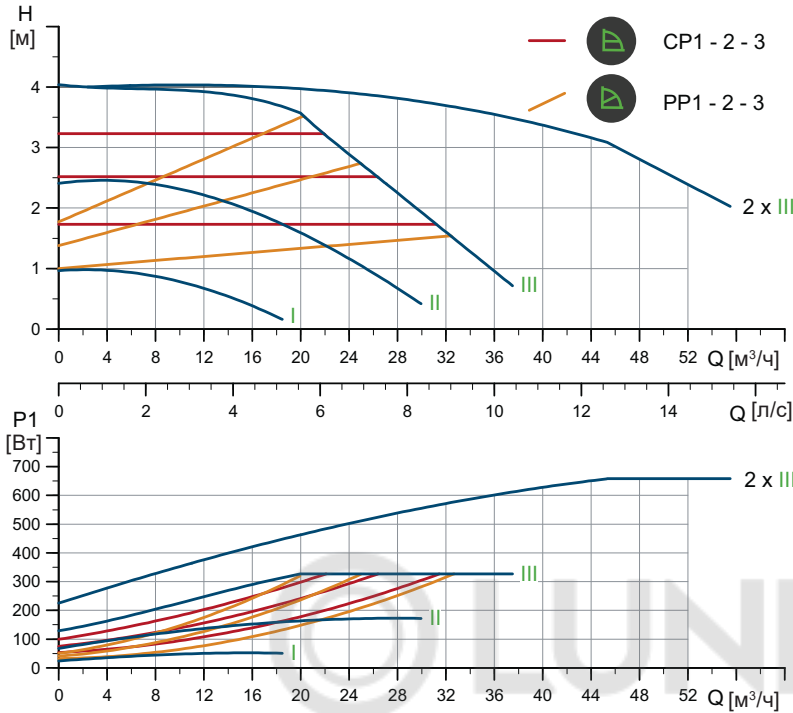 H
[м]
CP1 - 2 - 3
PP1 - 2 - 3
4
3
2
1
0
2 x III
III
II
I
0 4 8 12 16 20 24 28 32 36 40 44 48 52 Q [м³/ч]
0 2 4 6 8 10 12 14 Q [л/с]
P1
[Вт]
700
600
500
400
300
200
100
0
2 x III
III
II
I
LUNI
0 4 8 12 16 20 24 28 32 36 40 44 48 52 Q [м³/ч]